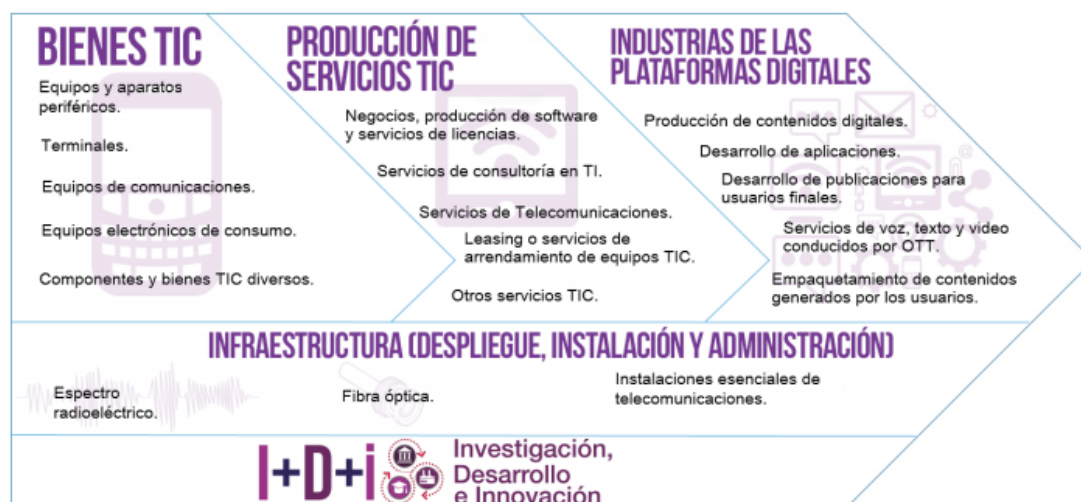 BIENES TIC
Equipos y aparatos
periféricos.
Terminales.
Equipos de comunicaciones.
Equipos electrónicos de consumo.
Componentes y bienes TIC diversos.
PRODUCCIÓN DE
SERVICIOS TIC
Negocios, producción de software
y servicios de licencias.
Servicios de consultoría en TI.
Servicios de Telecomunicaciones.
Leasing o servicios de
arrendamiento de equipos TIC.
Otros servicios TIC.
INDUSTRIAS DE LAS
PLATAFORMAS DIGITALES
Producción de contenidos digitales.
Desarrollo de aplicaciones.
Desarrollo de publicaciones para
usuarios finales.
Servicios de voz, texto y video
conducidos por OTT.
Empaquetamiento de contenidos
generados por los usuarios.
INFRAESTRUCTURA (DESPLIEGUE, INSTALACIÓN Y ADMINISTRACIÓN)
Espectro
radioeléctrico.
Fibra óptica.
Instalaciones esenciales de
telecomunicaciones.
I+D+i
Investigación,
Desarrollo
e Innovación